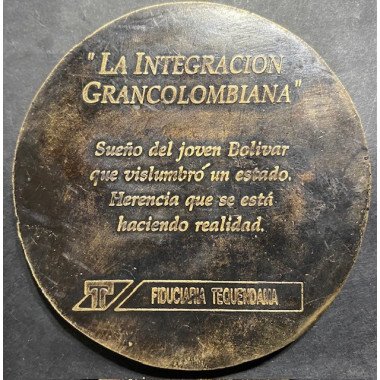 "LA INTEGRACION
GRANCOLOMBIANA"
Sueño del joven Bolivar
que vislumbró un estado.
Herencia que se está
haciendo realidad.
FIDUCIARIA TEQUENDAMA